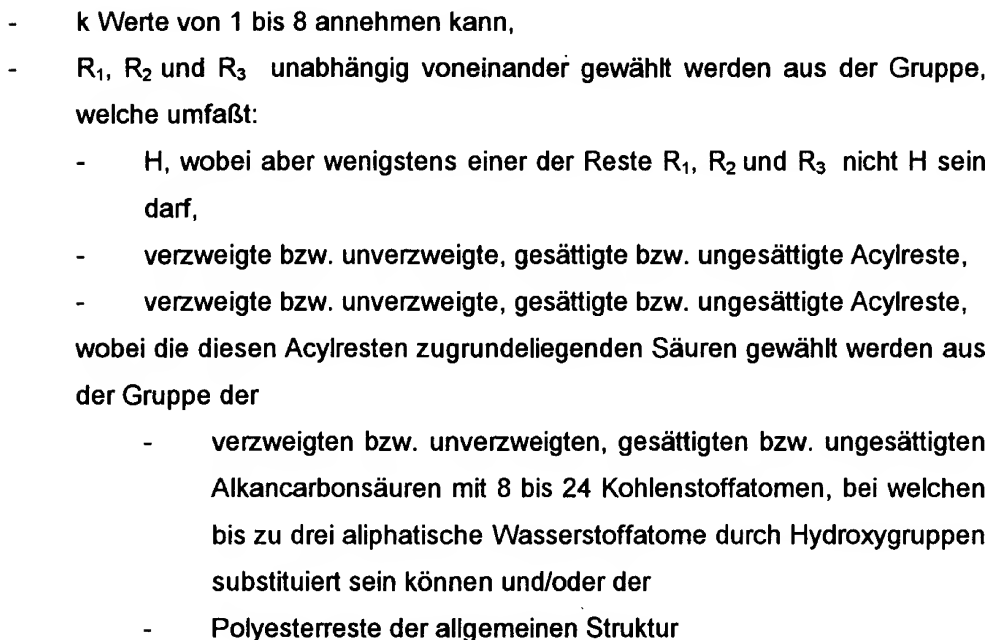 - k Werte von 1 bis 8 annehmen kann,
- R₁, R₂ und R₃ unabhängig voneinander gewählt werden aus der Gruppe,
welche umfaßt:
- H, wobei aber wenigstens einer der Reste R₁, R₂ und R₃ nicht H sein
darf,
- verzweigte bzw. unverzweigte, gesättigte bzw. ungesättigte Acylreste,
- verzweigte bzw. unverzweigte, gesättigte bzw. ungesättigte Acylreste,
wobei die diesen Acylresten zugrundeliegenden Säuren gewählt werden aus
der Gruppe der
- verzweigten bzw. unverzweigten, gesättigten bzw. ungesättigten
Alkancarbonsäuren mit 8 bis 24 Kohlenstoffatomen, bei welchen
bis zu drei aliphatische Wasserstoffatome durch Hydroxygruppen
substituiert sein können und/oder der
- Polyesterreste der allgemeinen Struktur